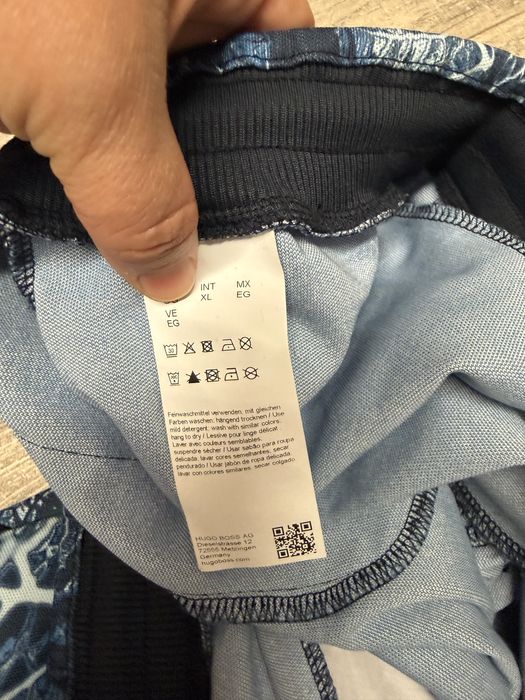 INT MX
XL EG
VE
EG
30
Feinwaschmittel verwenden, mit gleichen
Farben waschen, hängend trocknen / Use
mild detergent, wash with similar colors,
hang to dry / Lessive pour linge délicat,
Laver avec couleurs semblables,
suspendre sécher / Usar sabão para roupa
delicada, lavar cores semelhantes, secar
pendurado / Usar jabón de ropa delicada,
lavar con colores similares, secar colgado.
HUGO BOSS AG
Dieselstrasse 12
72555 Metzingen
Germany
hugoboss.com